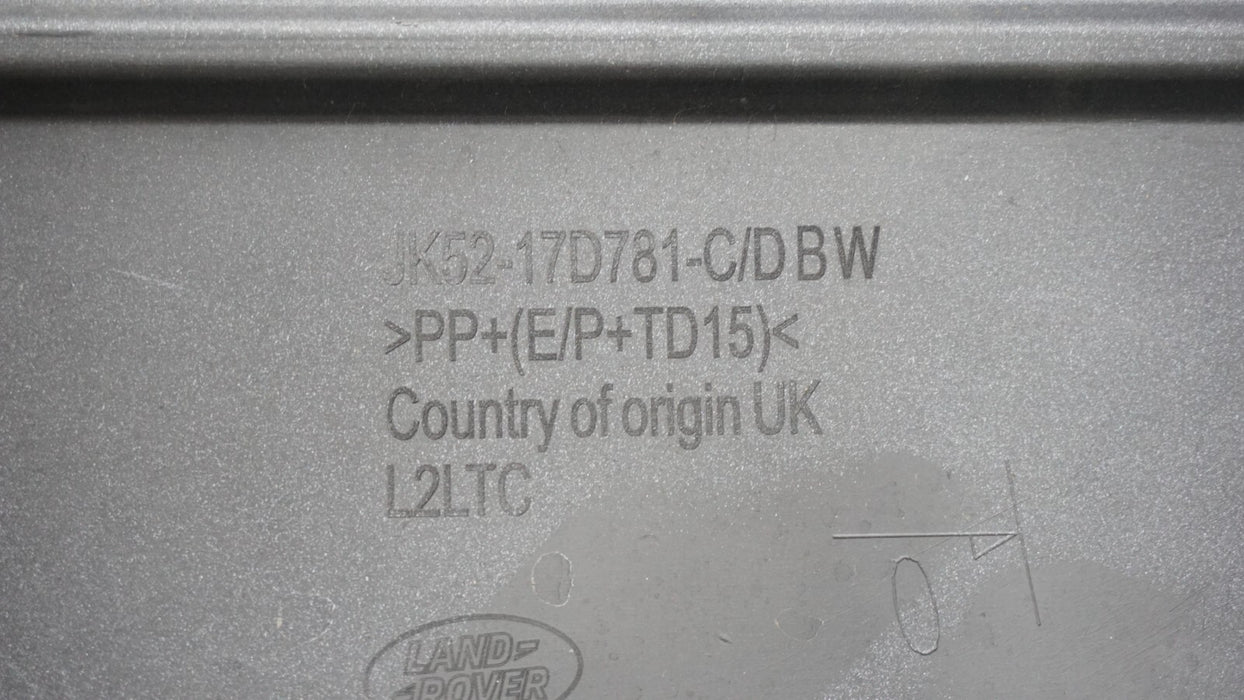 JK52-17D781-C/D BW
>PP+(E/P+TD15)<
Country of origin UK
L2LTC
LAND-
-ROVER